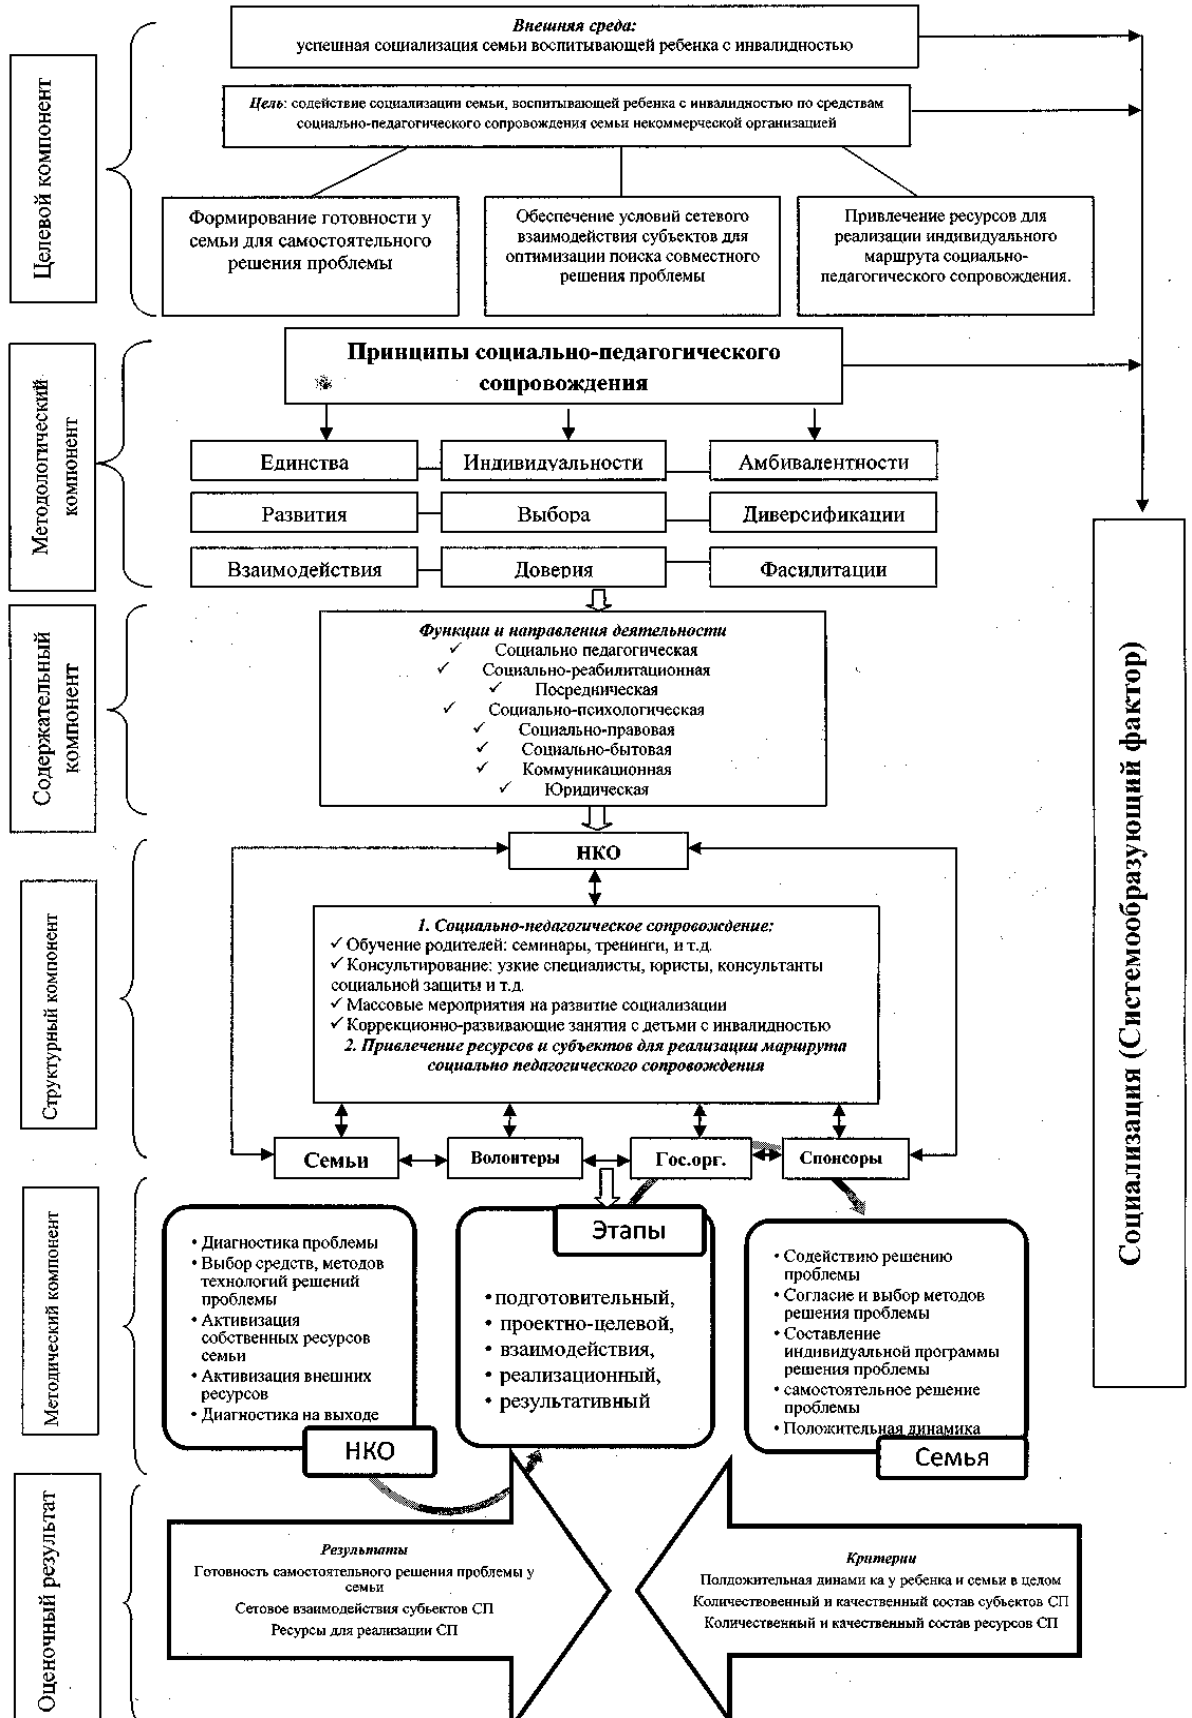 Внешняя среда:
успешная социализация семьи воспитывающей ребенка с инвалидностью
Целевой компонент
Цель: содействие социализации семьи, воспитывающей ребенка с инвалидностью по средствам
социально-педагогического сопровождения семьи некоммерческой организацией
Формирование готовности у
семьи для самостоятельного
решения проблемы
Обеспечение условий сетевого
взаимодействия субъектов для
оптимизации поиска совместного
решения проблемы
Привлечение ресурсов для
реализации индивидуального
маршрута социально-
педагогического сопровождения.
Методологический
компонент
Принципы социально-педагогического
сопровождения
Единства
Индивидуальности
Амбивалентности
Развития
Выбора
Диверсификации
Взаимодействия
Доверия
Фасилитации
Социализация (Системообразующий фактор)
Содержательный
компонент
Функции и направления деятельности
✓ Социально педагогическая
✓ Социально-реабилитационная
✓ Посредническая
✓ Социально-психологическая
✓ Социально-правовая
✓ Социально-бытовая
✓ Коммуникационная
✓ Юридическая
Структурный компонент
НКО
1. Социально-педагогическое сопровождение:
✓ Обучение родителей: семинары, тренинги, и т.д.
✓ Консультирование: узкие специалисты, юристы, консультанты
социальной защиты и т.д.
✓ Массовые мероприятия на развитие социализации
✓ Коррекционно-развивающие занятия с детьми с инвалидностью
2. Привлечение ресурсов и субъектов для реализации маршрута
социально педагогического сопровождения
Семьи
Волонтеры
Гос.орг.
Спонсоры
Методический компонент
• Диагностика проблемы
• Выбор средств, методов
технологий решений
проблемы
• Активизация
собственных ресурсов
семьи
• Активизация внешних
ресурсов
• Диагностика на выходе
НКО
Этапы
• подготовительный,
• проектно-целевой,
• взаимодействия,
• реализационный,
• результативный
• Содействию решению
проблемы
• Согласие и выбор методов
решения проблемы
• Составление
индивидуальной программы
решения проблемы
• самостоятельное решение
проблемы
• Положительная динамика
Семья
Оценочный результат
Результаты
Готовность самостоятельного решения проблемы у
семьи
Сетовое взаимодействия субъектов СП
Ресурсы для реализации СП
Критерии
Полдожительная динами ка у ребенка и семьи в целом
Количествовенный и качественный состав субъектов СП
Количественный и качественный состав ресурсов СП